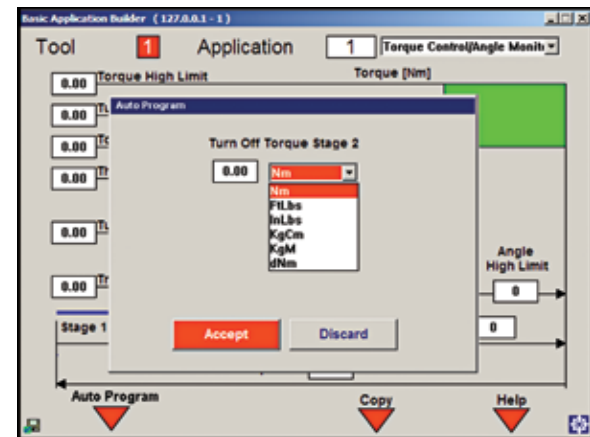 Basic Application Builder ( 127.0.0.1 - 1 )
Tool 1 Application 1 Torque Control/Angle Monit
0.00 Torque High Limit Torque [Nm]
0.00
Auto Program
0.00
Turn Off Torque Stage 2
0.00
0.00 Nm
Nm
FtLbs
InLbs
KgCm
KgM
dNm
0.00
Angle
High Limit
0.00 0
Stage 1 Accept Discard 0
Auto Program Copy Help